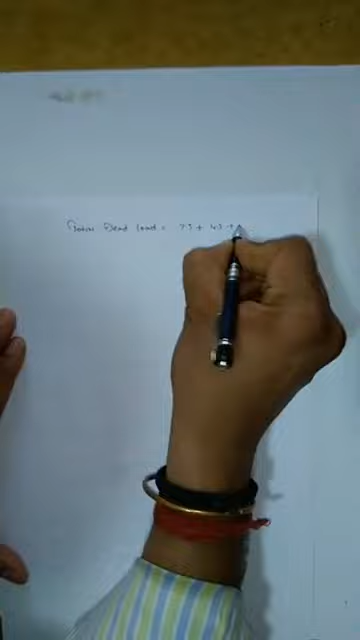 Total Dead load = 7.5 + 4.5 +